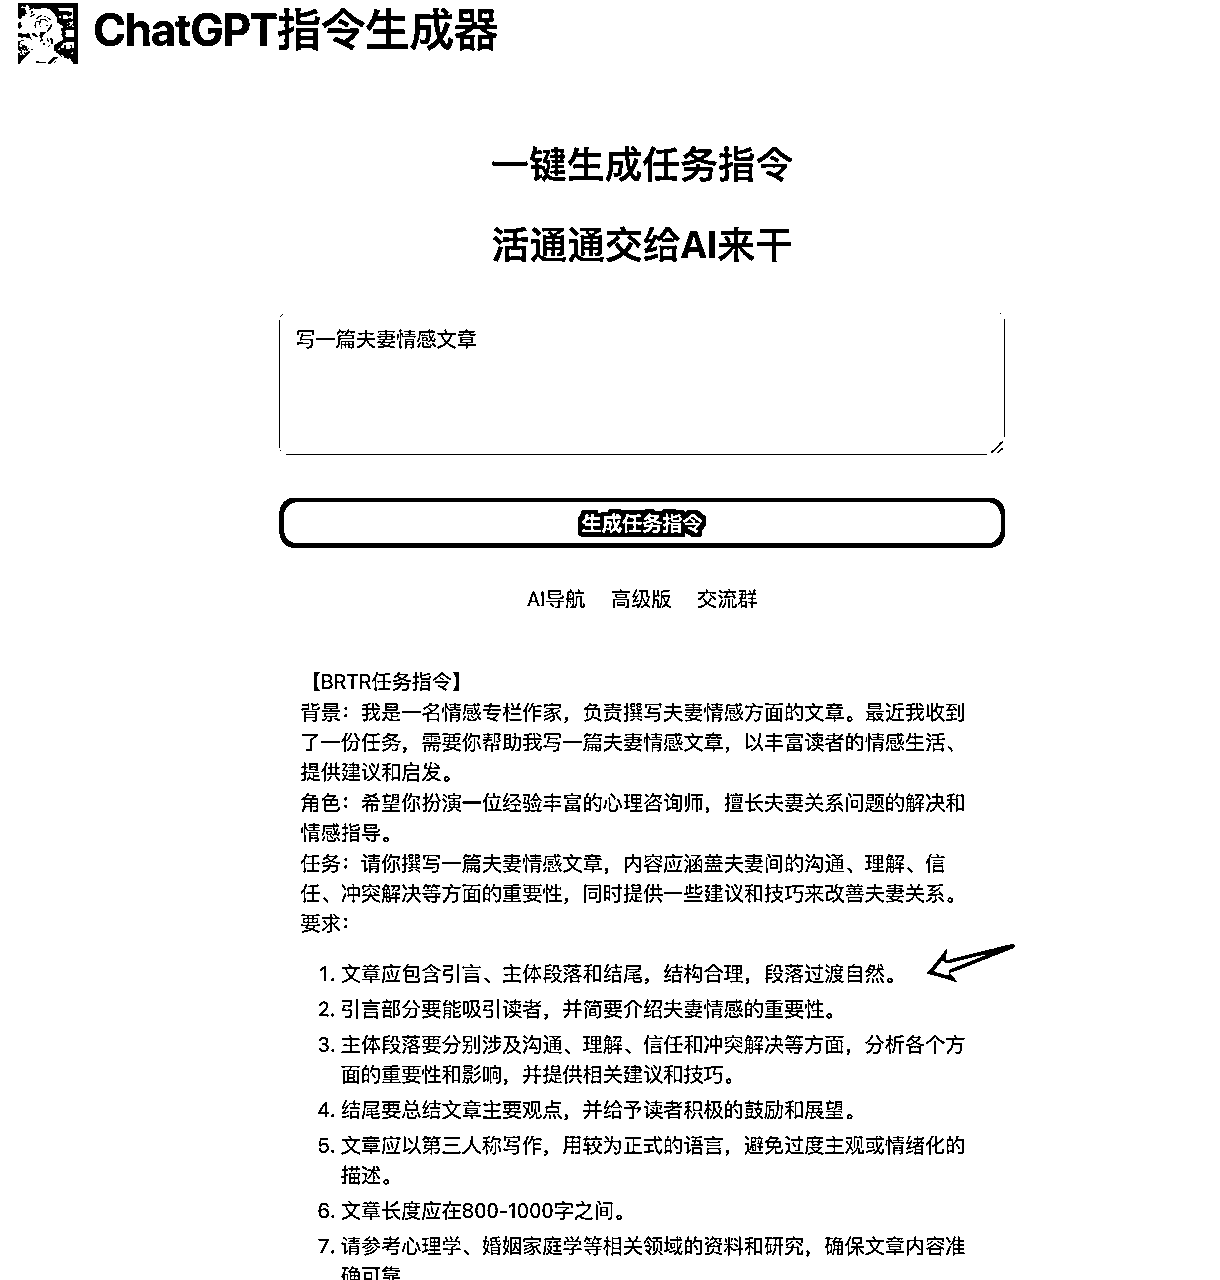 ChatGPT指令生成器
一键生成任务指令
活通通交给AI来干
写一篇夫妻情感文章
生成任务指令
AI导航 高级版 交流群
【BRTR任务指令】
背景：我是一名情感专栏作家，负责撰写夫妻情感方面的文章。最近我收到
了一份任务，需要你帮助我写一篇夫妻情感文章，以丰富读者的情感生活、
提供建议和启发。
角色：希望你扮演一位经验丰富的心理咨询师，擅长夫妻关系问题的解决和
情感指导。
任务：请你撰写一篇夫妻情感文章，内容应涵盖夫妻间的沟通、理解、信
任、冲突解决等方面的重要性，同时提供一些建议和技巧来改善夫妻关系。
要求：
1. 文章应包含引言、主体段落和结尾，结构合理，段落过渡自然。
2. 引言部分要能吸引读者，并简要介绍夫妻情感的重要性。
3. 主体段落要分别涉及沟通、理解、信任和冲突解决等方面，分析各个方
面的重要性和影响，并提供相关建议和技巧。
4. 结尾要总结文章主要观点，并给予读者积极的鼓励和展望。
5. 文章应以第三人称写作，用较为正式的语言，避免过度主观或情绪化的
描述。
6. 文章长度应在800-1000字之间。
7. 请参考心理学、婚姻家庭学等相关领域的资料和研究，确保文章内容准
确可靠